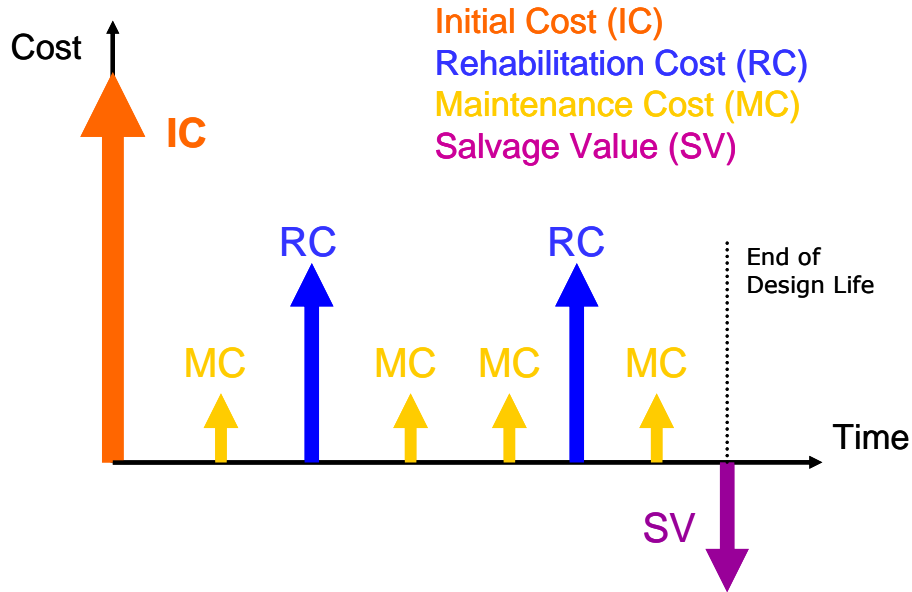 Initial Cost (IC)
Cost
Rehabilitation Cost (RC)
Maintenance Cost (MC)
IC
Salvage Value (SV)
RC
RC
End of
Design Life
MC
MC
MC
MC
Time
SV